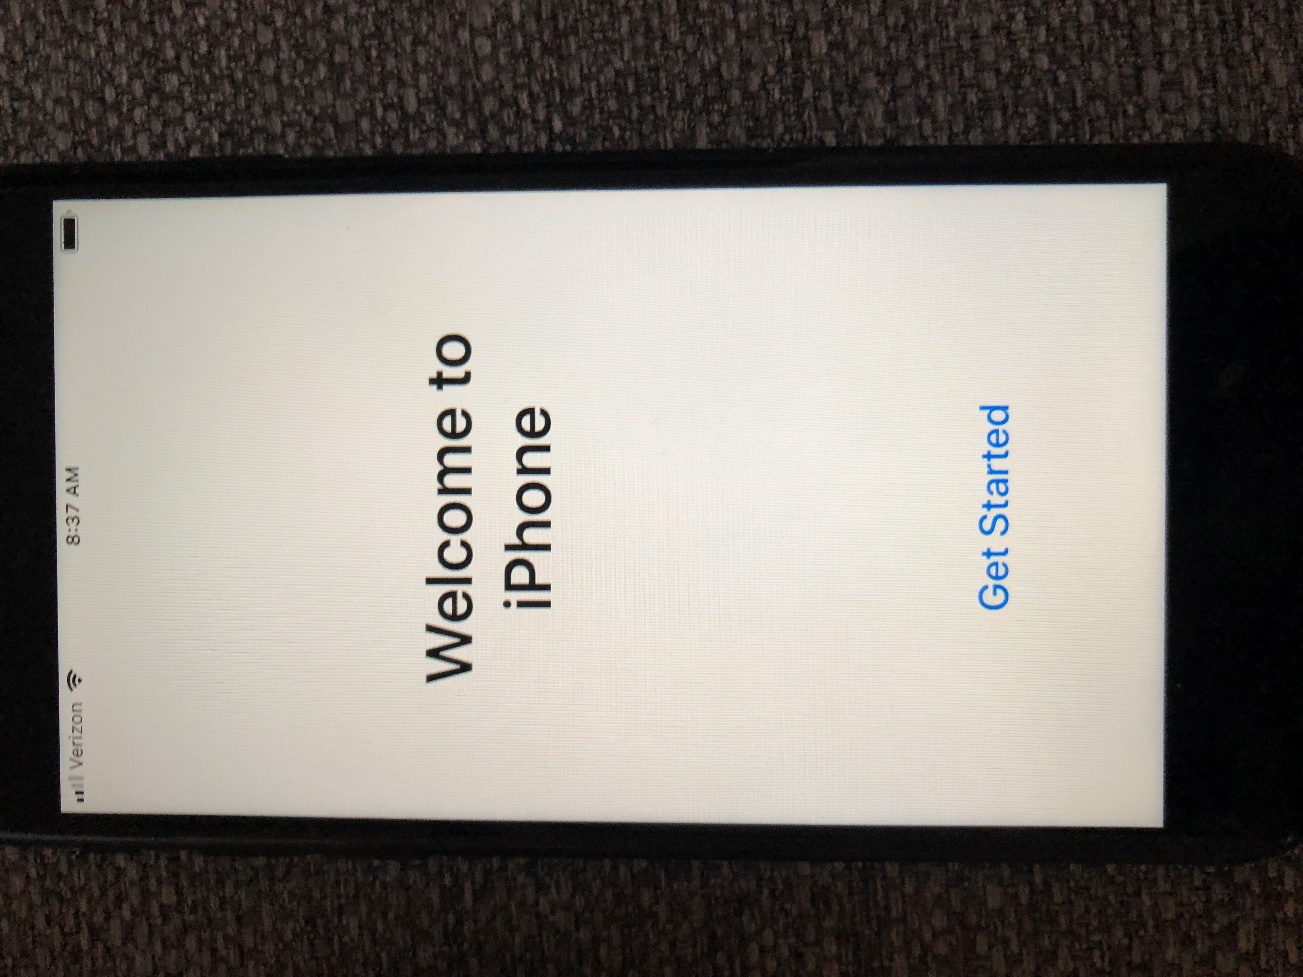 Verizon
8:37 AM
Welcome to
iPhone
Get Started